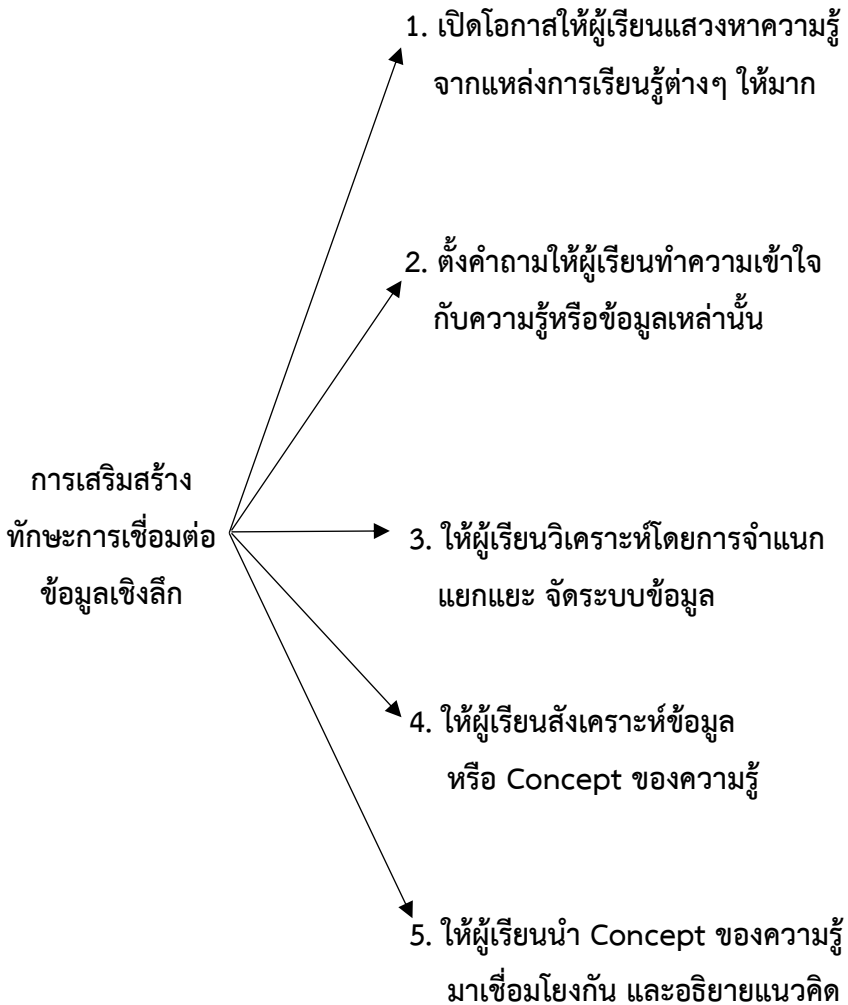 1. เปิดโอกาสให้ผู้เรียนแสวงหาความรู้
จากแหล่งการเรียนรู้ต่างๆ ให้มาก
2. ตั้งคำถามให้ผู้เรียนทำความเข้าใจ
กับความรู้หรือข้อมูลเหล่านั้น
การเสริมสร้าง
ทักษะการเชื่อมต่อ
ข้อมูลเชิงลึก
3. ให้ผู้เรียนวิเคราะห์โดยการจำแนก
แยกแยะ จัดระบบข้อมูล
4. ให้ผู้เรียนสังเคราะห์ข้อมูล
หรือ Concept ของความรู้
5. ให้ผู้เรียนนำ Concept ของความรู้
มาเชื่อมโยงกัน และอธิยายแนวคิด